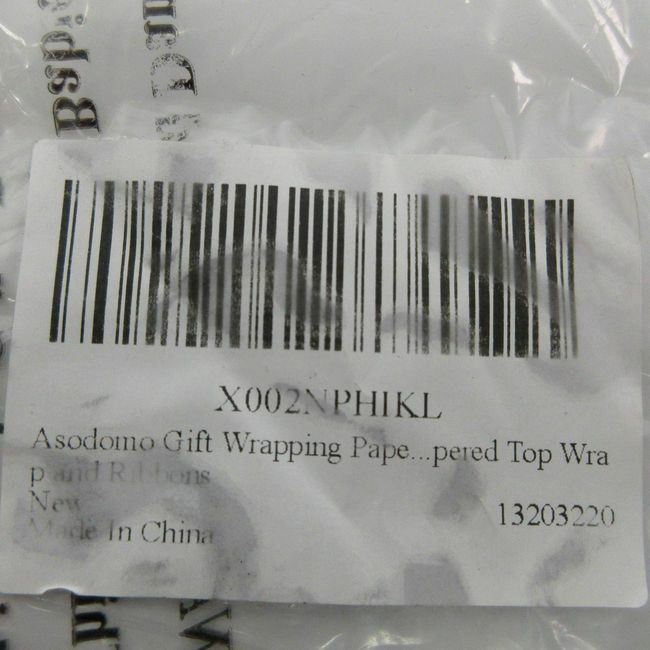 X002NPHIKL
Asodomo Gift Wrapping Pape...pered Top Wra
p and Ribbons
New
13203220
Made In China